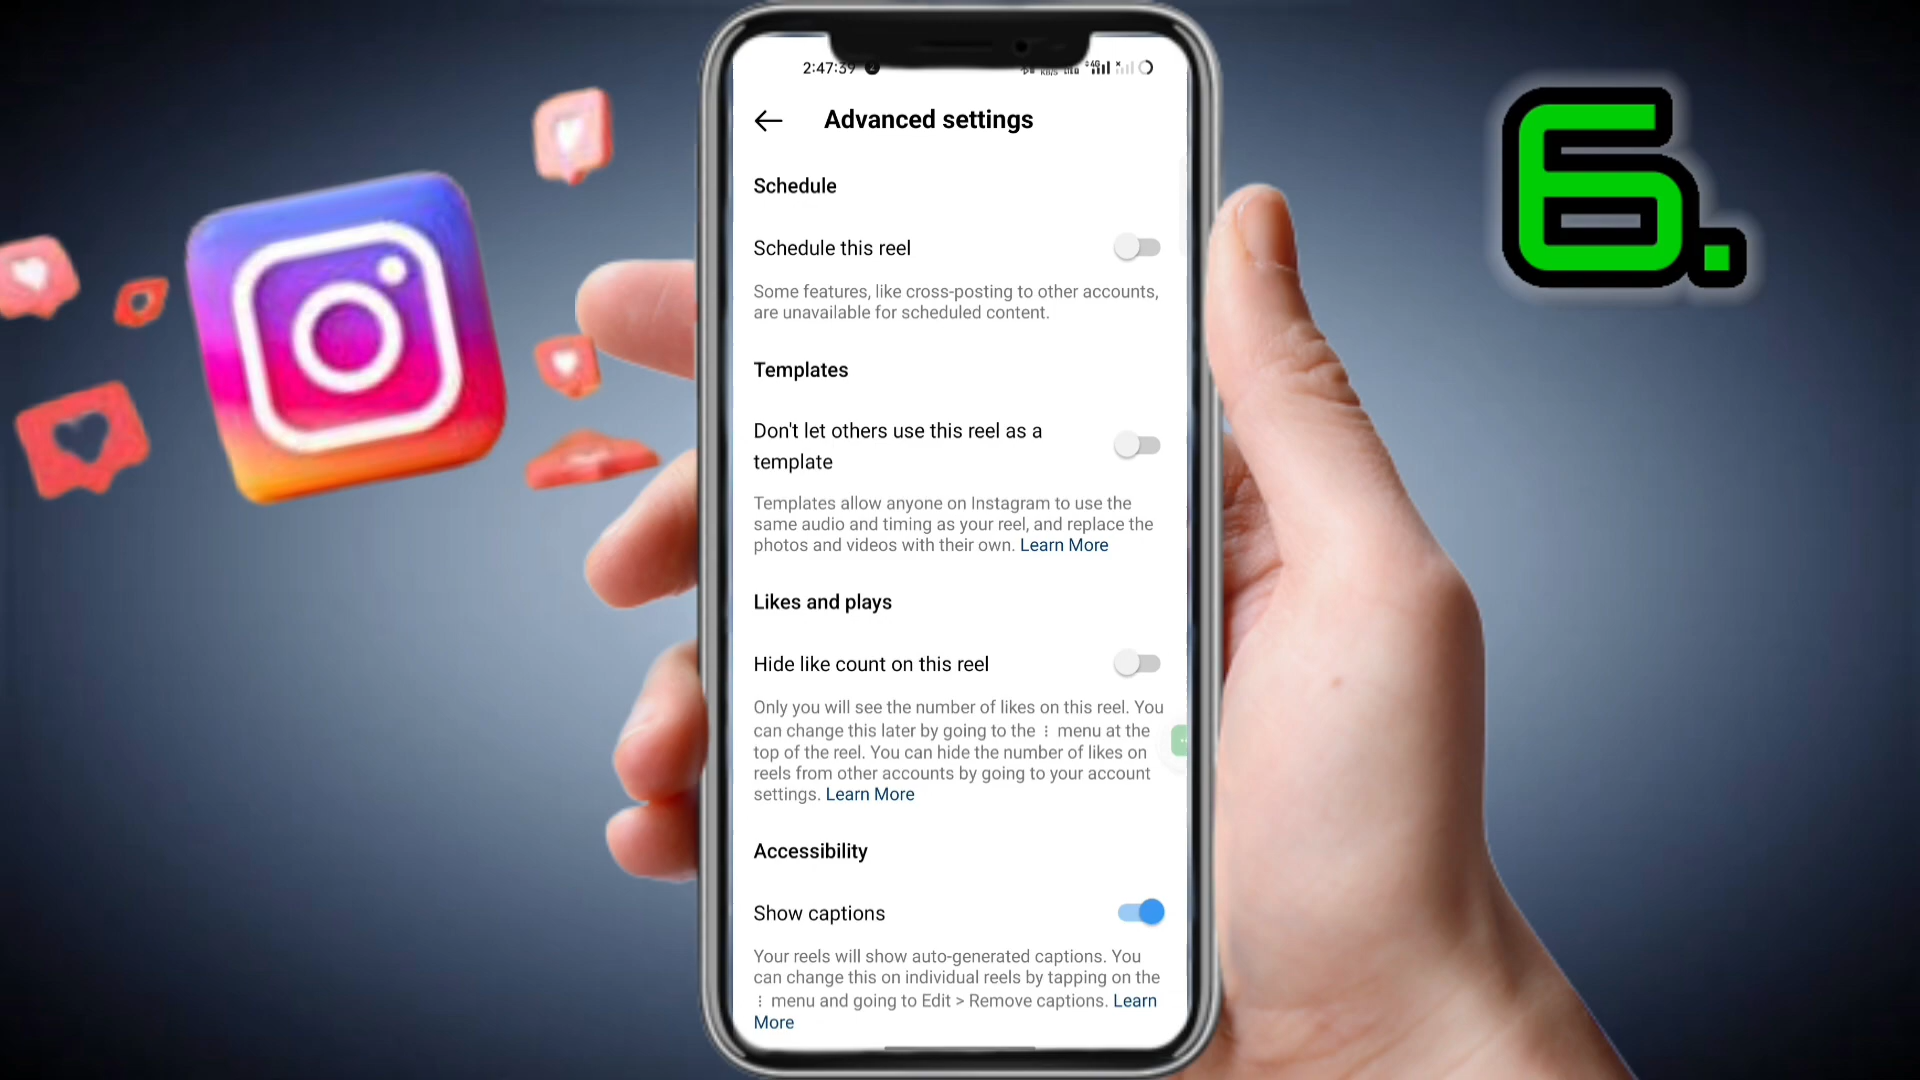 2:47:39 2
4G
Advanced settings
6.
Schedule
Schedule this reel
Some features, like cross-posting to other accounts,
are unavailable for scheduled content.
Templates
Don't let others use this reel as a
template
Templates allow anyone on Instagram to use the
same audio and timing as your reel, and replace the
photos and videos with their own. Learn More
Likes and plays
Hide like count on this reel
Only you will see the number of likes on this reel. You
can change this later by going to the ⋮ menu at the
top of the reel. You can hide the number of likes on
reels from other accounts by going to your account
settings. Learn More
Accessibility
Show captions
Your reels will show auto-generated captions. You
can change this on individual reels by tapping on the
⋮ menu and going to Edit > Remove captions. Learn
More